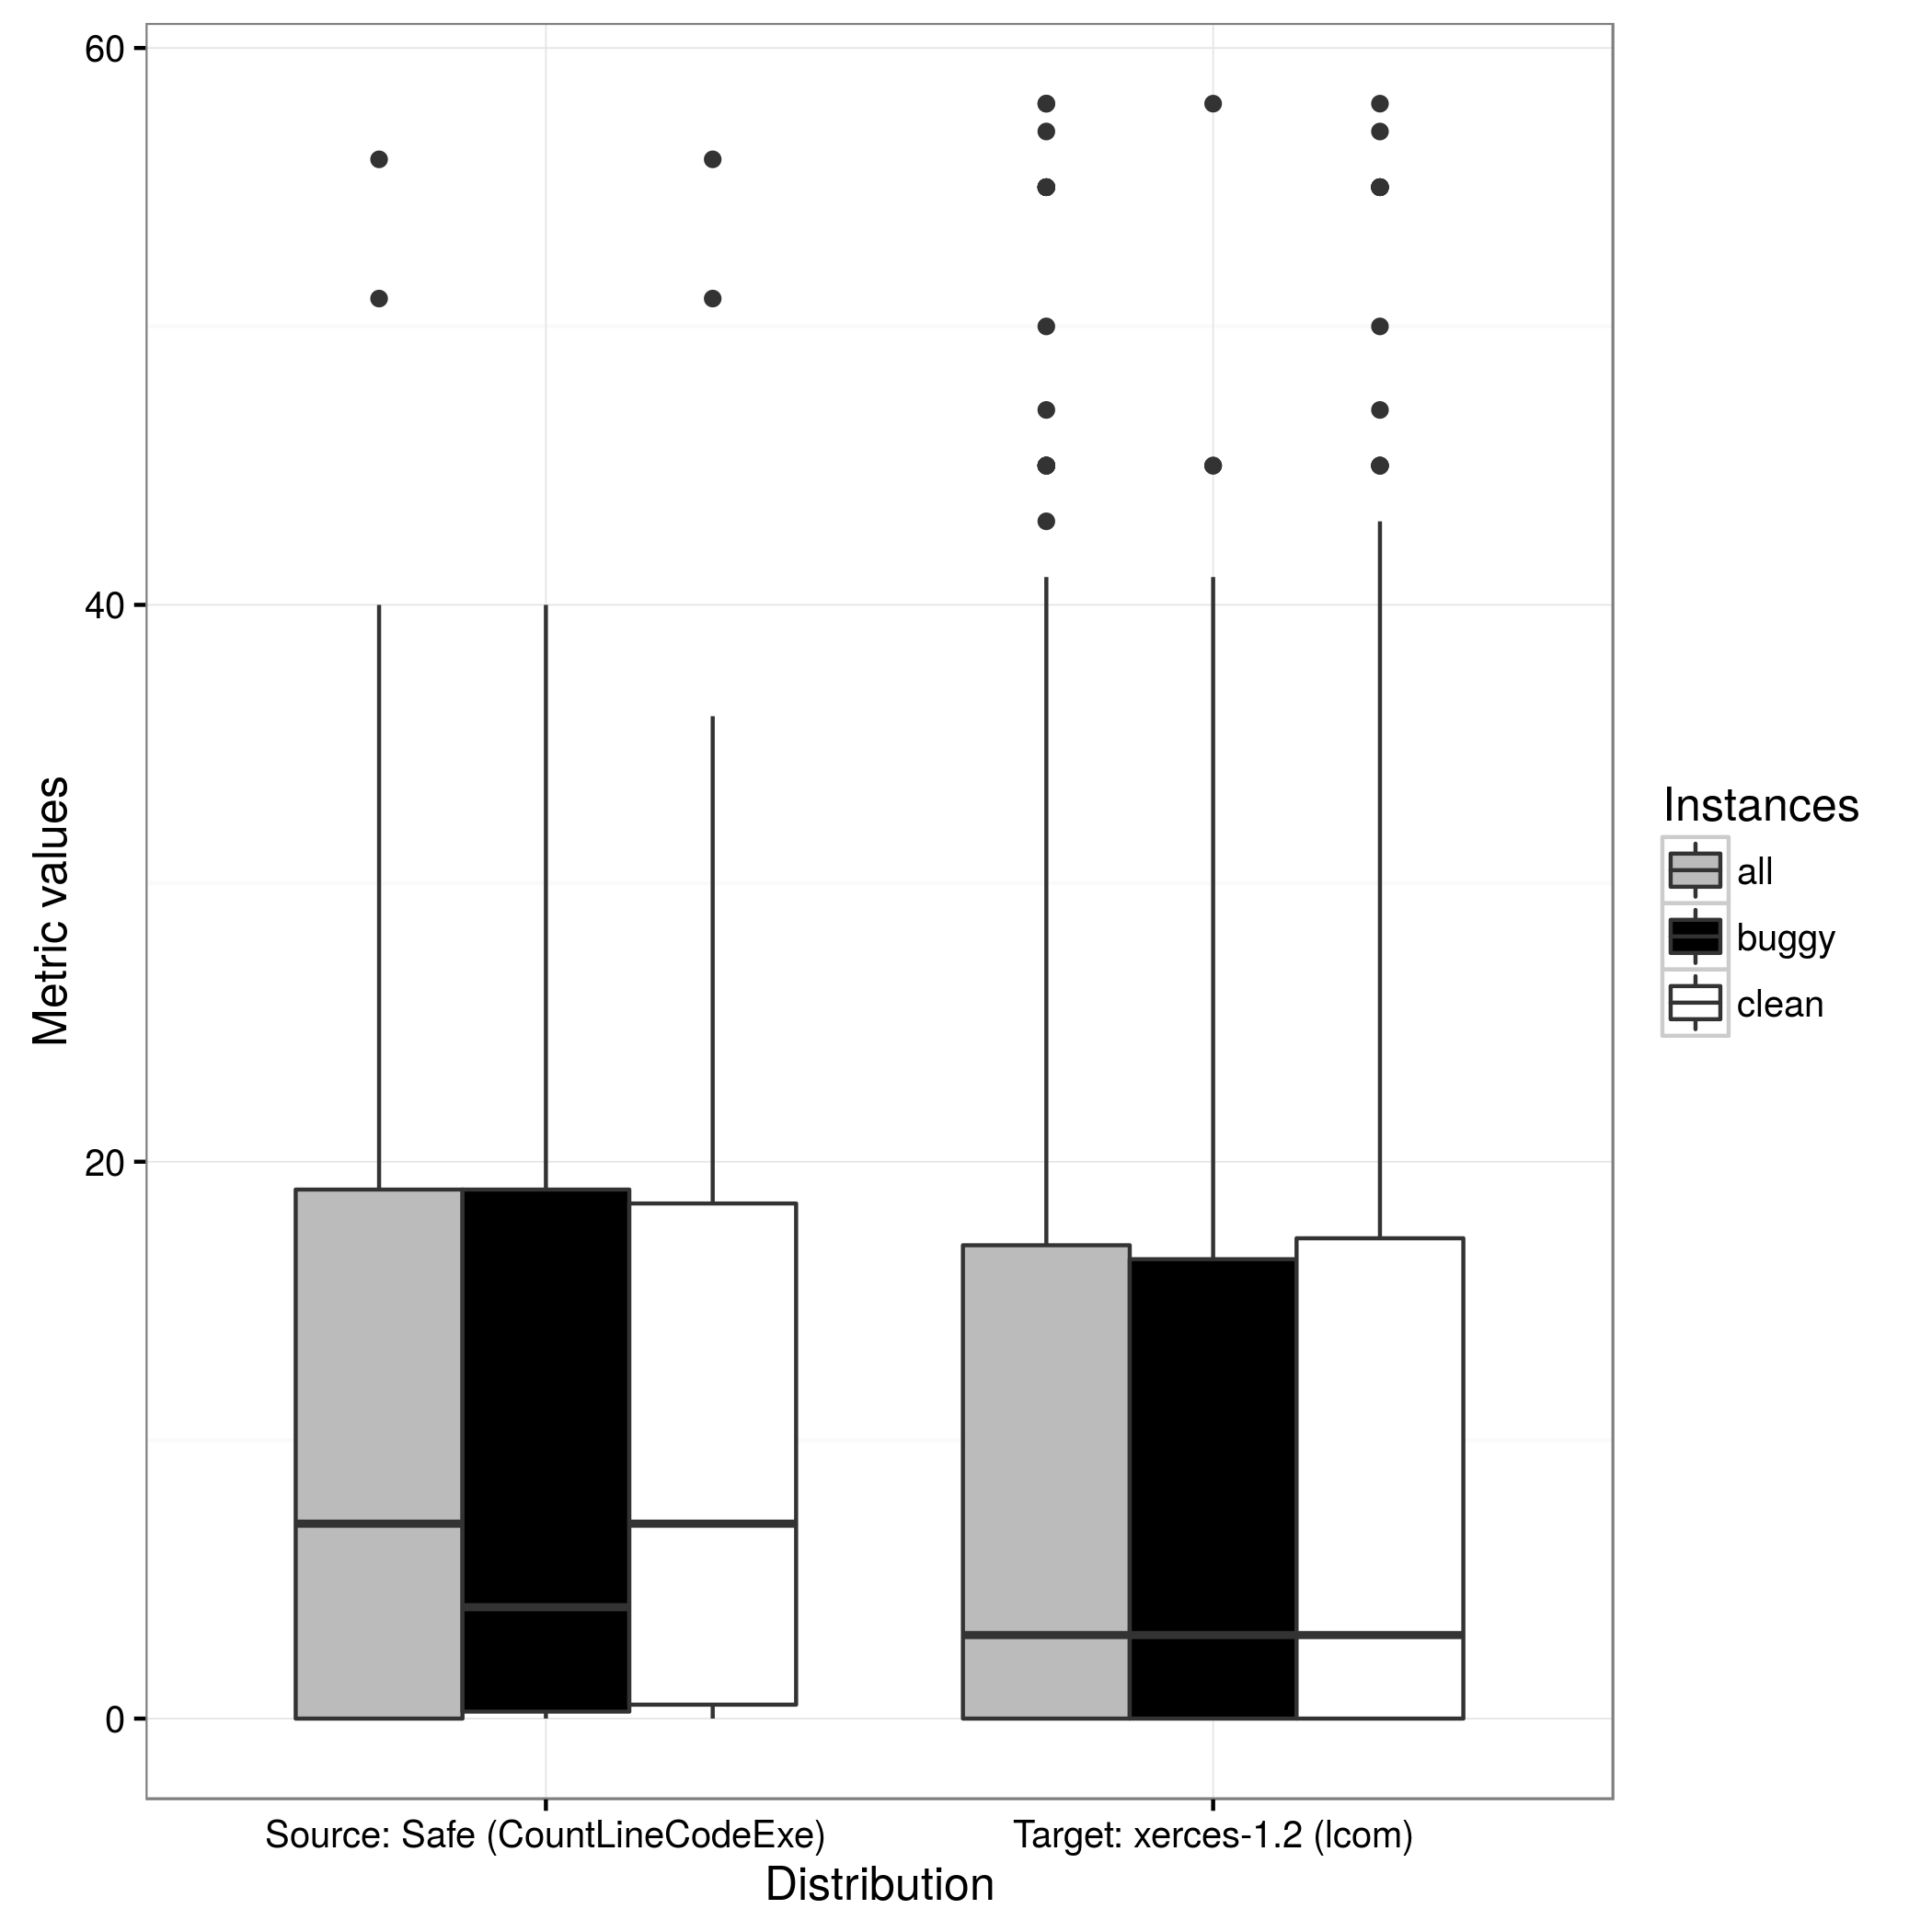 60
40
20
0
Metric values
Source: Safe (CountLineCodeExe)
Target: xerces-1.2 (lcom)
Distribution
Instances
all
buggy
clean